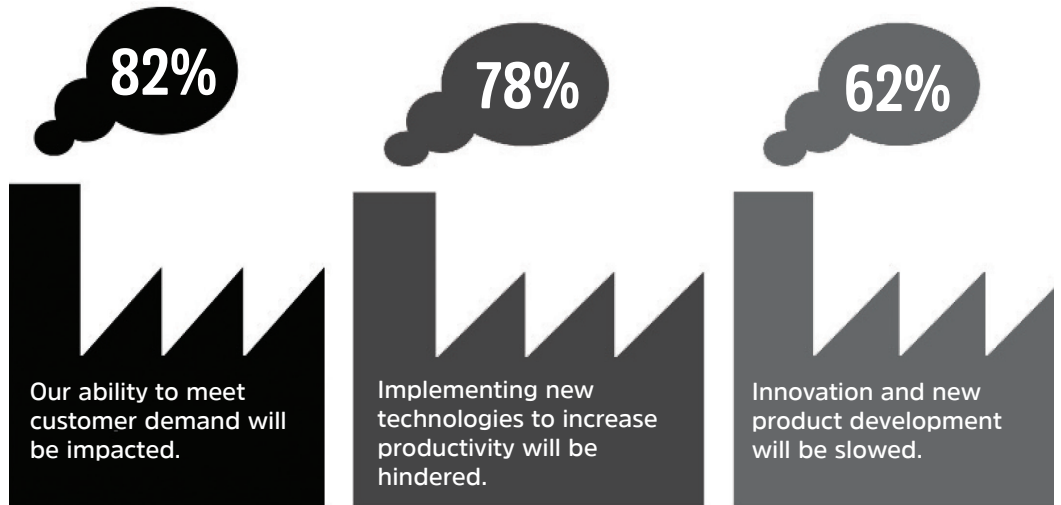 82%
Our ability to meet
customer demand will
be impacted.
78%
Implementing new
technologies to increase
productivity will be
hindered.
62%
Innovation and new
product development
will be slowed.